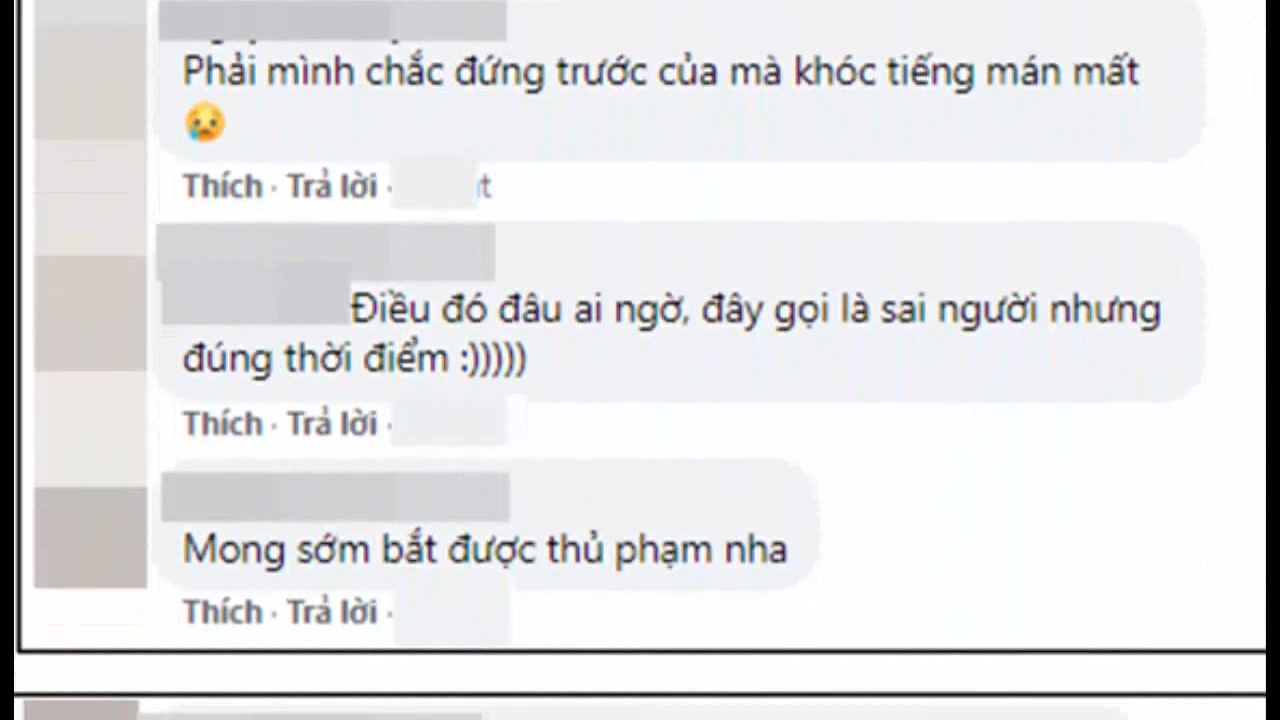 Phải mình chắc đứng trước của mà khóc tiếng mán mất
😥
Thích · Trả lời ·
Điều đó đâu ai ngờ, đây gọi là sai người nhưng
đúng thời điểm :)))))
Thích · Trả lời ·
Mong sớm bắt được thủ phạm nha
Thích · Trả lời ·